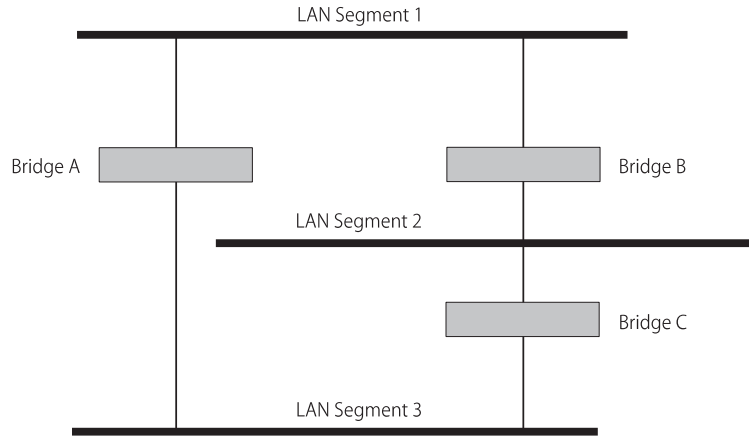 LAN Segment 1
Bridge A
Bridge B
LAN Segment 2
Bridge C
LAN Segment 3